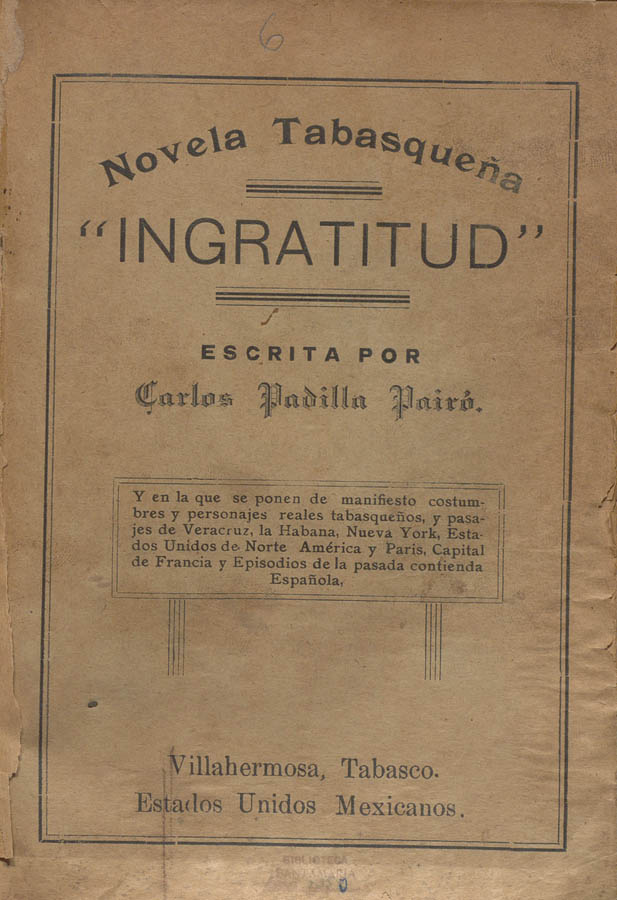 6
Novela Tabasqueña
"INGRATITUD"
ESCRITA POR
Carlos Padilla Pairó.
Y en la que se ponen de manifiesto costum-
bres y personajes reales tabasqueños, y pasa-
jes de Veracruz, la Habana, Nueva York, Esta-
dos Unidos de Norte América y Paris, Capital
de Francia y Episodios de la pasada contienda
Española,
Villahermosa, Tabasco.
Estados Unidos Mexicanos.
BIBLIOTECA